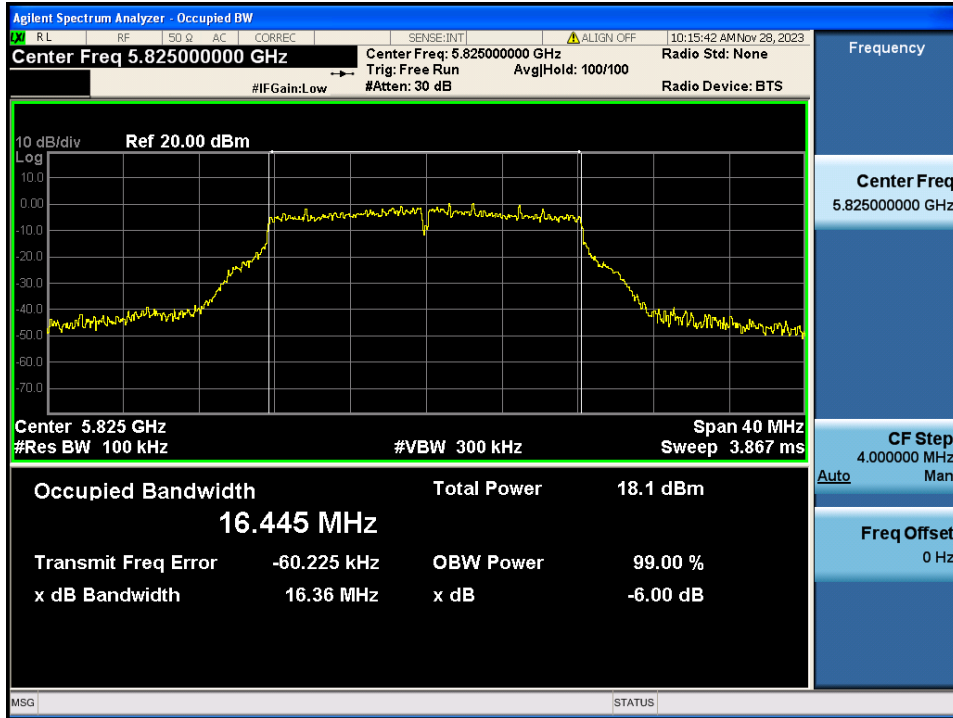 Agilent Spectrum Analyzer - Occupied BW
LXI RL RF 50 Ω AC CORREC SENSE:INT ALIGN OFF 10:15:42 AM Nov 28, 2023
Center Freq 5.825000000 GHz
Center Freq: 5.825000000 GHz Radio Std: None
Trig: Free Run Avg|Hold: 100/100
#IFGain:Low #Atten: 30 dB Radio Device: BTS
10 dB/div Ref 20.00 dBm
Log
10.0
0.00
-10.0
-20.0
-30.0
-40.0
-50.0
-60.0
-70.0
Center 5.825 GHz Span 40 MHz
#Res BW 100 kHz #VBW 300 kHz Sweep 3.867 ms
Occupied Bandwidth Total Power 18.1 dBm
16.445 MHz
Transmit Freq Error -60.225 kHz OBW Power 99.00 %
x dB Bandwidth 16.36 MHz x dB -6.00 dB
MSG STATUS
Frequency
Center Freq
5.825000000 GHz
CF Step
4.000000 MHz
Auto Man
Freq Offset
0 Hz